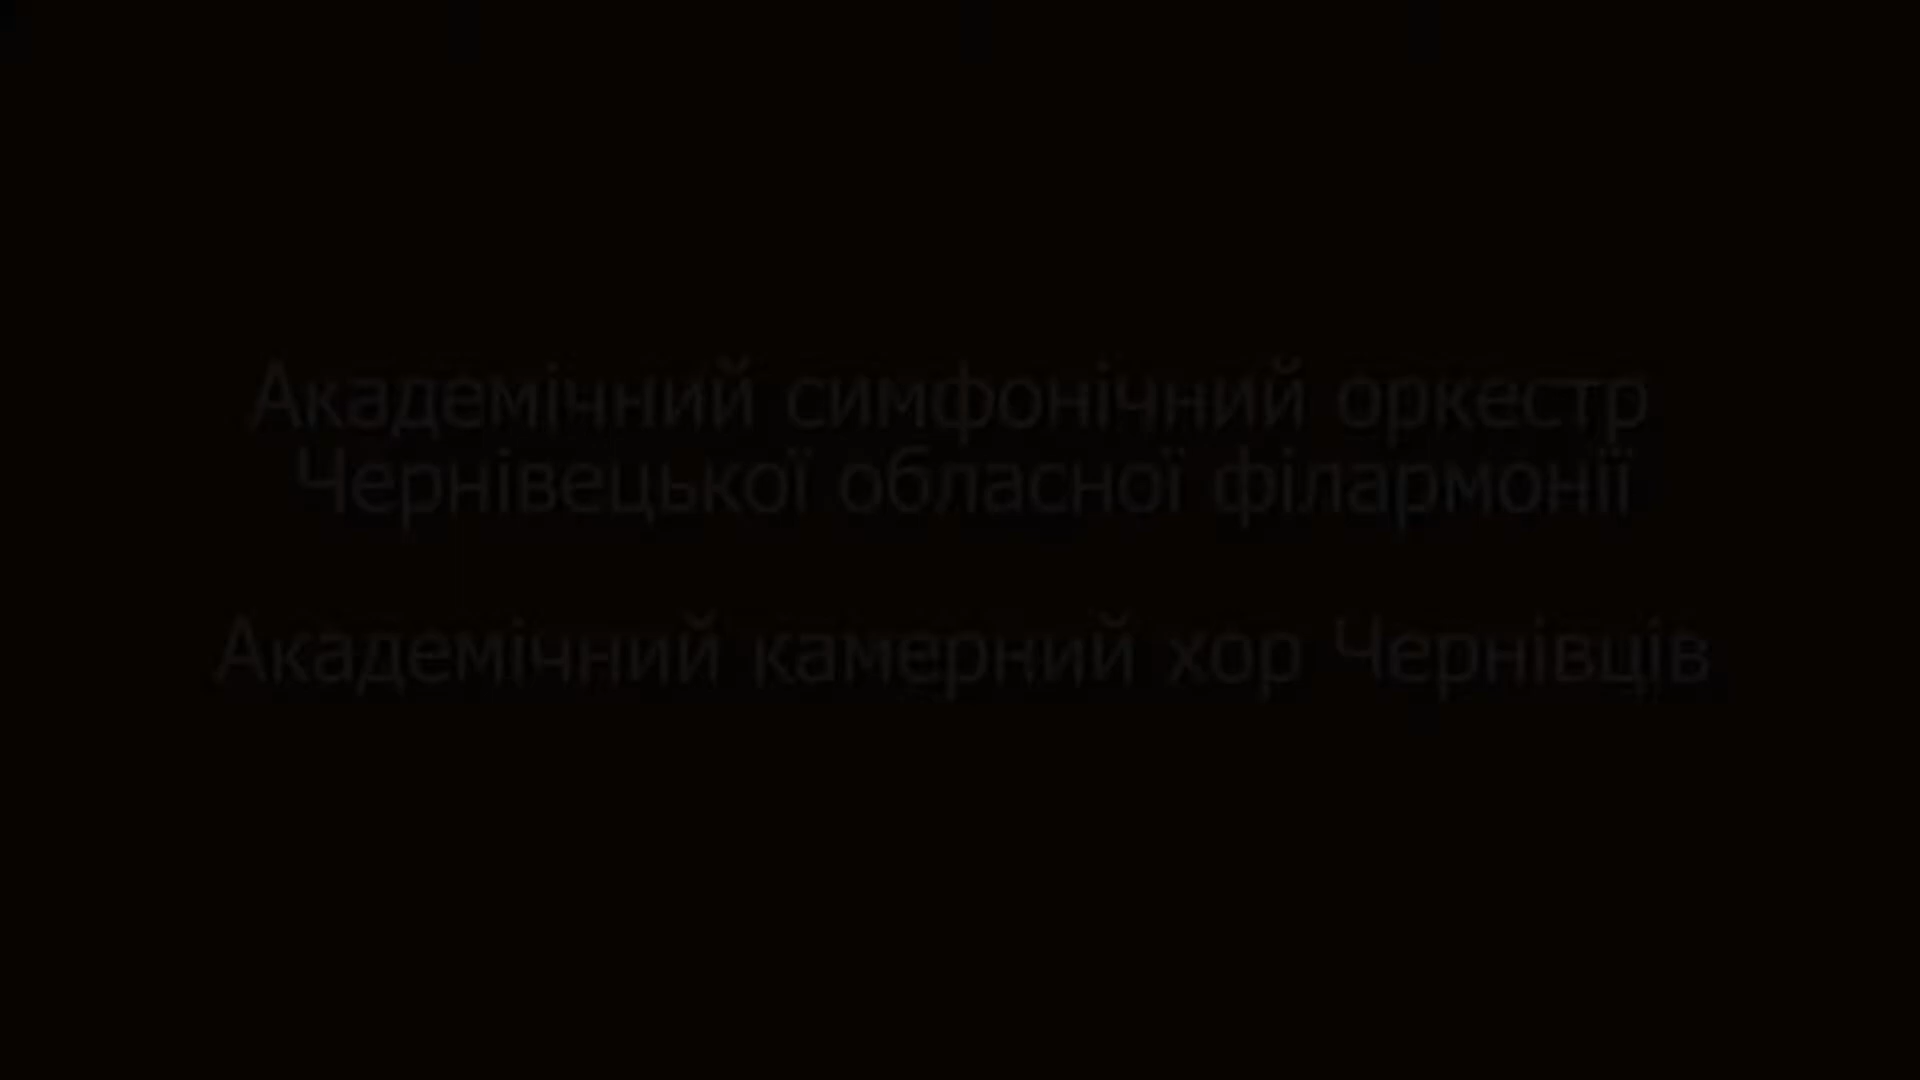 Академічний симфонічний оркестр
Чернівецької обласної філармонії
Академічний камерний хор Чернівців